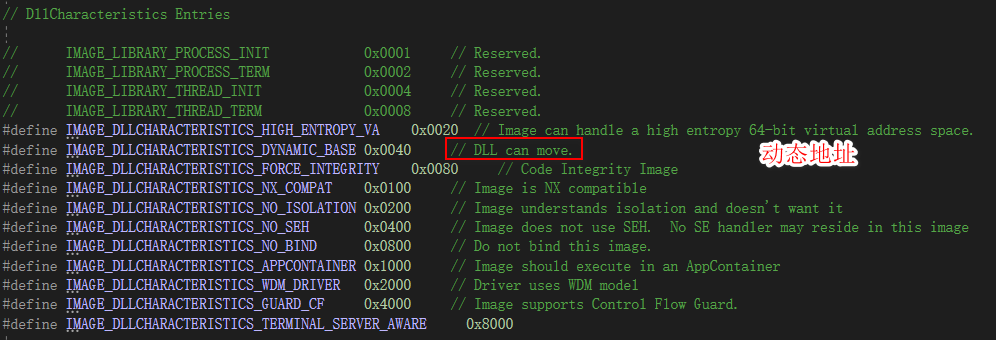 // DllCharacteristics Entries
//      IMAGE_LIBRARY_PROCESS_INIT            0x0001     // Reserved.
//      IMAGE_LIBRARY_PROCESS_TERM            0x0002     // Reserved.
//      IMAGE_LIBRARY_THREAD_INIT             0x0004     // Reserved.
//      IMAGE_LIBRARY_THREAD_TERM             0x0008     // Reserved.
#define IMAGE_DLLCHARACTERISTICS_HIGH_ENTROPY_VA    0x0020  // Image can handle a high entropy 64-bit virtual address space.
#define IMAGE_DLLCHARACTERISTICS_DYNAMIC_BASE 0x0040     // DLL can move. 动态地址
#define IMAGE_DLLCHARACTERISTICS_FORCE_INTEGRITY    0x0080     // Code Integrity Image
#define IMAGE_DLLCHARACTERISTICS_NX_COMPAT    0x0100     // Image is NX compatible
#define IMAGE_DLLCHARACTERISTICS_NO_ISOLATION 0x0200     // Image understands isolation and doesn't want it
#define IMAGE_DLLCHARACTERISTICS_NO_SEH       0x0400     // Image does not use SEH.  No SE handler may reside in this image
#define IMAGE_DLLCHARACTERISTICS_NO_BIND      0x0800     // Do not bind this image.
#define IMAGE_DLLCHARACTERISTICS_APPCONTAINER 0x1000     // Image should execute in an AppContainer
#define IMAGE_DLLCHARACTERISTICS_WDM_DRIVER   0x2000     // Driver uses WDM model
#define IMAGE_DLLCHARACTERISTICS_GUARD_CF     0x4000     // Image supports Control Flow Guard.
#define IMAGE_DLLCHARACTERISTICS_TERMINAL_SERVER_AWARE     0x8000